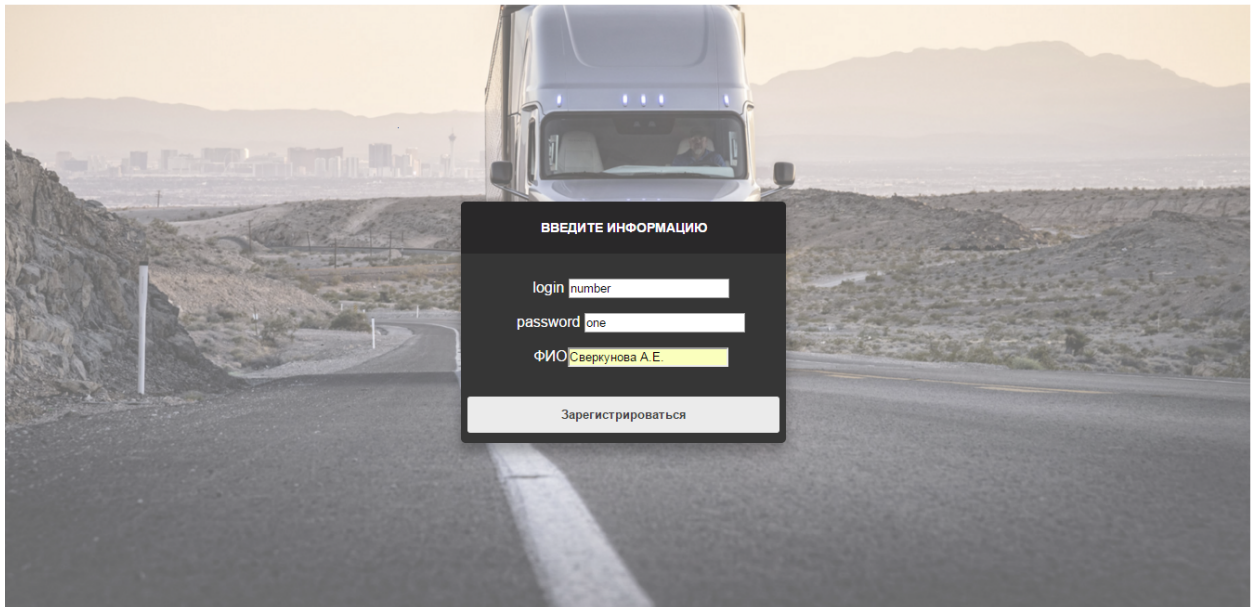 ВВЕДИТЕ ИНФОРМАЦИЮ
login number
password one
ФИО Сверкунова А.Е.
Зарегистрироваться